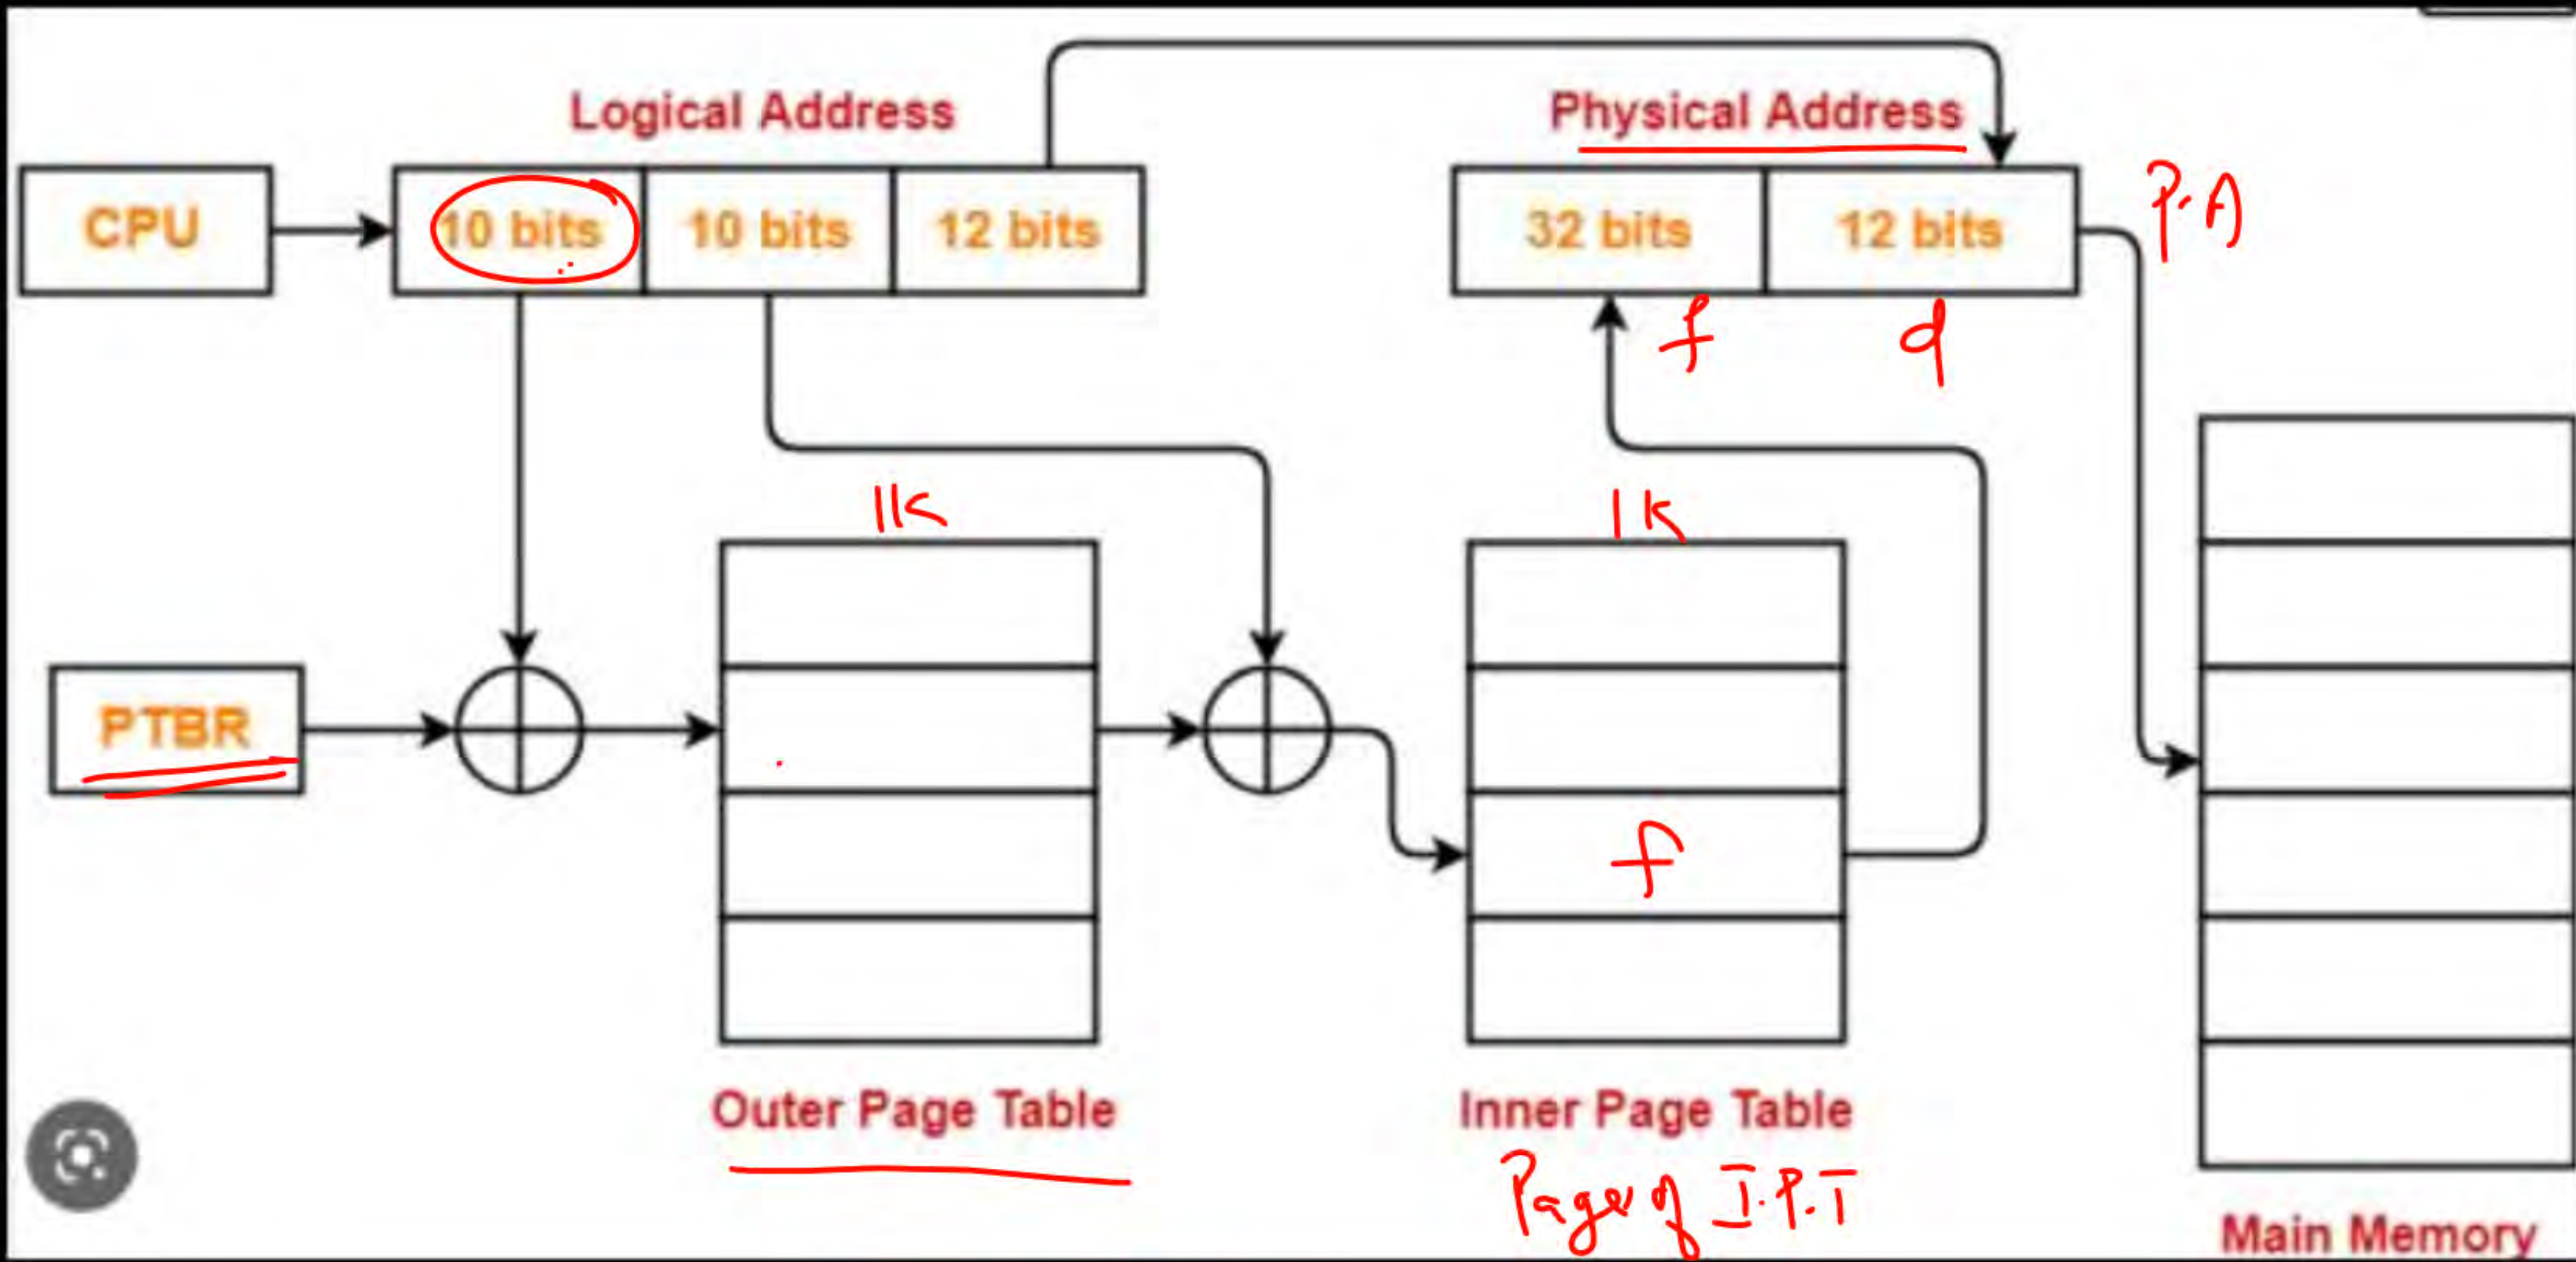 Logical Address
Physical Address
CPU
10 bits
10 bits
12 bits
32 bits
12 bits
P.A
f
d
1K
1K
PTBR
f
Outer Page Table
Inner Page Table
Pages of I.P.T
Main Memory